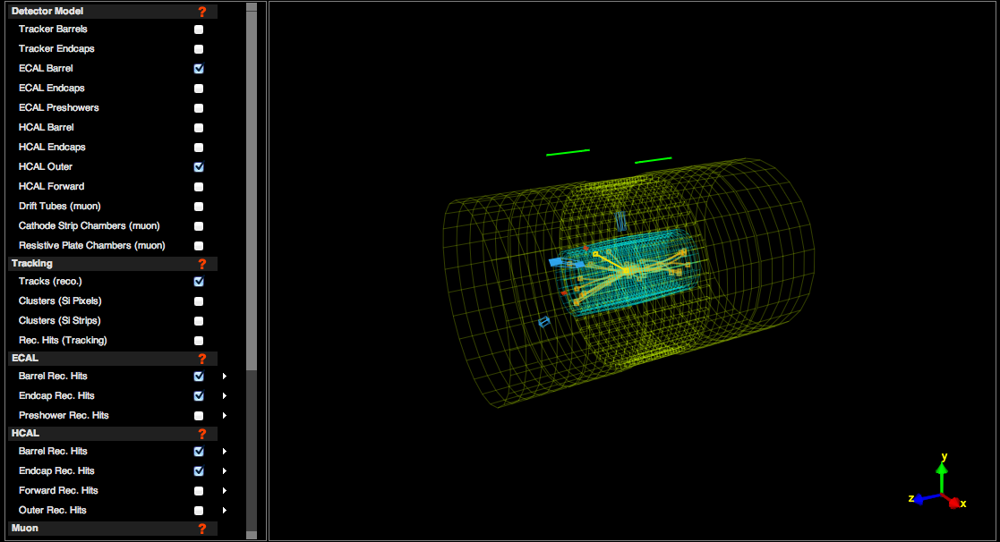 Detector Model ?
Tracker Barrels
Tracker Endcaps
ECAL Barrel
ECAL Endcaps
ECAL Preshowers
HCAL Barrel
HCAL Endcaps
HCAL Outer
HCAL Forward
Drift Tubes (muon)
Cathode Strip Chambers (muon)
Resistive Plate Chambers (muon)
Tracking ?
Tracks (reco.)
Clusters (Si Pixels)
Clusters (Si Strips)
Rec. Hits (Tracking)
ECAL ?
Barrel Rec. Hits
Endcap Rec. Hits
Preshower Rec. Hits
HCAL ?
Barrel Rec. Hits
Endcap Rec. Hits
Forward Rec. Hits
Outer Rec. Hits
Muon ?
y
z
x